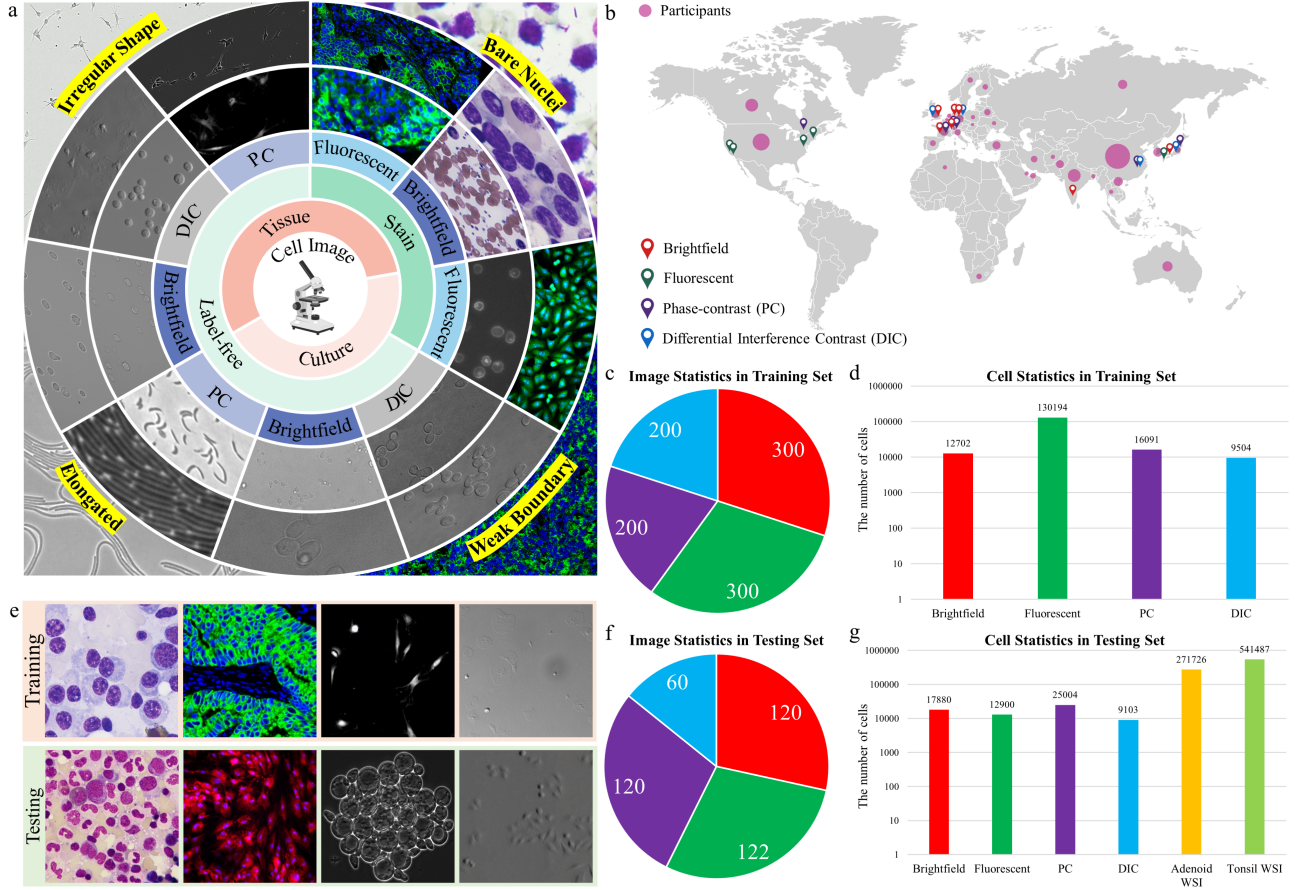 a
Irregular Shape
Bare Nuclei
Elongated
Weak Boundary
PC
Fluorescent
Brightfield
Fluorescent
DIC
Brightfield
PC
Brightfield
DIC
Label-free
Stain
Tissue
Culture
Cell Image
b
Participants
Brightfield
Fluorescent
Phase-contrast (PC)
Differential Interference Contrast (DIC)
c
Image Statistics in Training Set
200
300
200
300
d
Cell Statistics in Training Set
The number of cells
1000000
100000
10000
1000
100
10
1
12702
130194
16091
9504
Brightfield
Fluorescent
PC
DIC
e
Training
Testing
f
Image Statistics in Testing Set
60
120
120
122
g
Cell Statistics in Testing Set
The number of cells
1000000
100000
10000
1000
100
10
1
17880
12900
25004
9103
271726
541487
Brightfield
Fluorescent
PC
DIC
Adenoid
WSI
Tonsil WSI